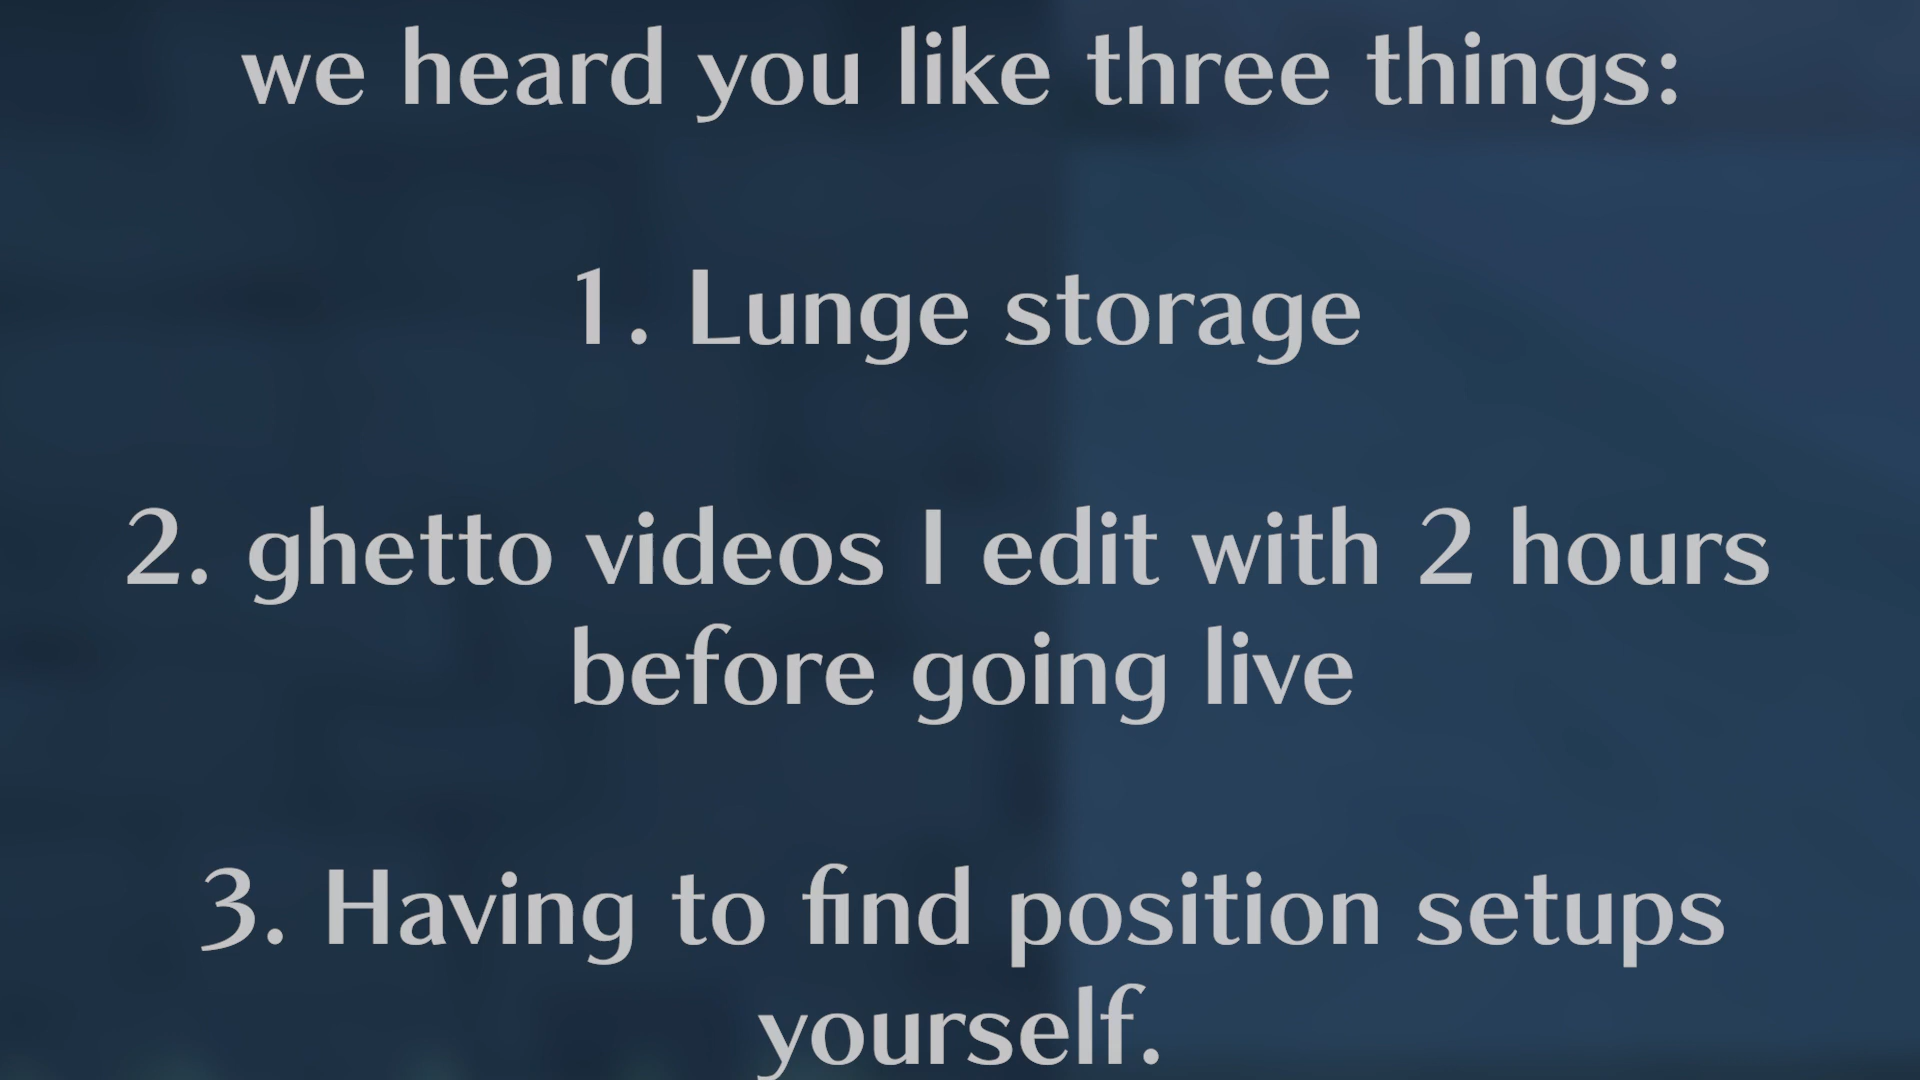 we heard you like three things:
1. Lunge storage
2. ghetto videos I edit with 2 hours
before going live
3. Having to find position setups
yourself.